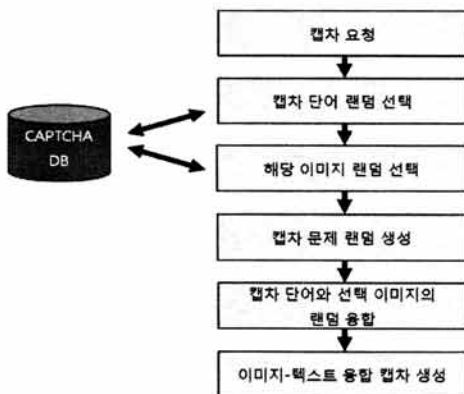 캡차 요청
캡차 단어 랜덤 선택
CAPTCHA
DB
해당 이미지 랜덤 선택
캡차 문제 랜덤 생성
캡차 단어와 선택 이미지의
랜덤 융합
이미지-텍스트 융합 캡차 생성